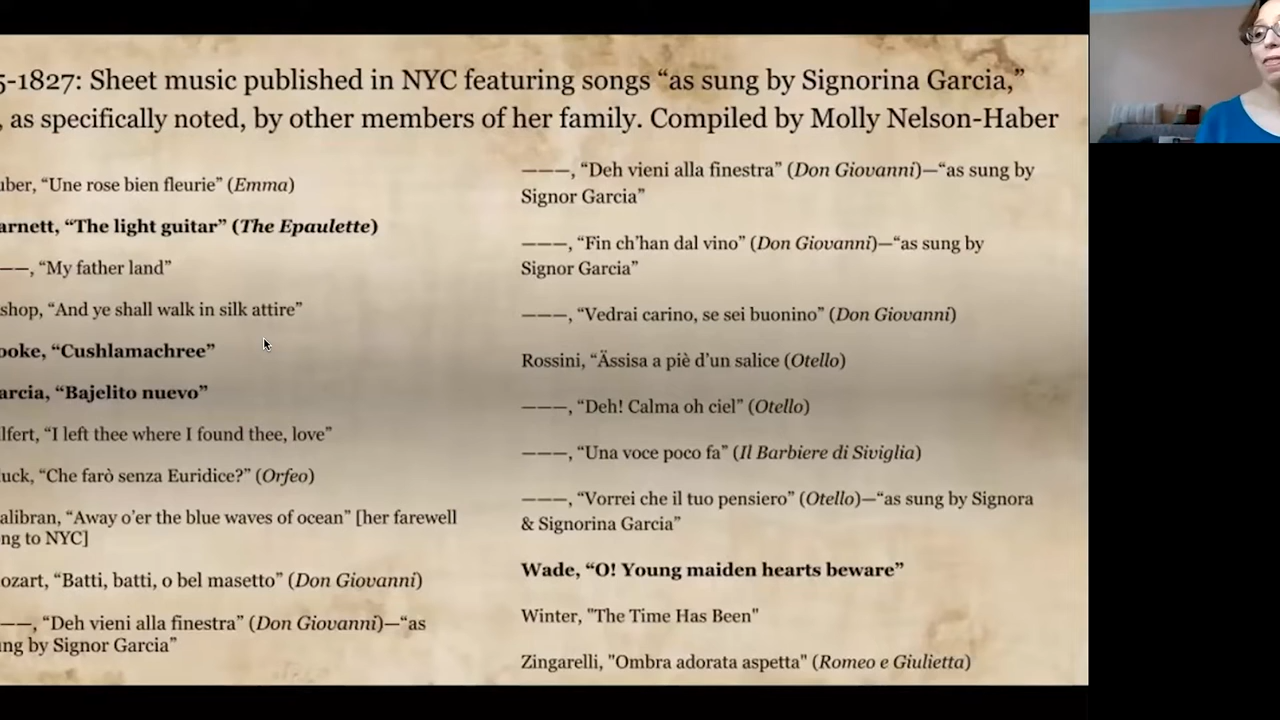 5-1827: Sheet music published in NYC featuring songs “as sung by Signorina Garcia,”
, as specifically noted, by other members of her family. Compiled by Molly Nelson-Haber
uber, “Une rose bien fleurie” (Emma)
arnett, “The light guitar” (The Epaulette)
——, “My father land”
shop, “And ye shall walk in silk attire”
ooke, “Cushlamachree”
arcia, “Bajelito nuevo”
lfert, “I left thee where I found thee, love”
luck, “Che farò senza Euridice?” (Orfeo)
alibran, “Away o’er the blue waves of ocean” [her farewell
ng to NYC]
ozart, “Batti, batti, o bel masetto” (Don Giovanni)
——, “Deh vieni alla finestra” (Don Giovanni)—“as
ung by Signor Garcia”
———, “Deh vieni alla finestra” (Don Giovanni)—“as sung by
Signor Garcia”
———, “Fin ch’han dal vino” (Don Giovanni)—“as sung by
Signor Garcia”
———, “Vedrai carino, se sei buonino” (Don Giovanni)
Rossini, “Ässisa a piè d’un salice (Otello)
———, “Deh! Calma oh ciel” (Otello)
———, “Una voce poco fa” (Il Barbiere di Siviglia)
———, “Vorrei che il tuo pensiero” (Otello)—“as sung by Signora
& Signorina Garcia”
Wade, “O! Young maiden hearts beware”
Winter, "The Time Has Been"
Zingarelli, "Ombra adorata aspetta" (Romeo e Giulietta)